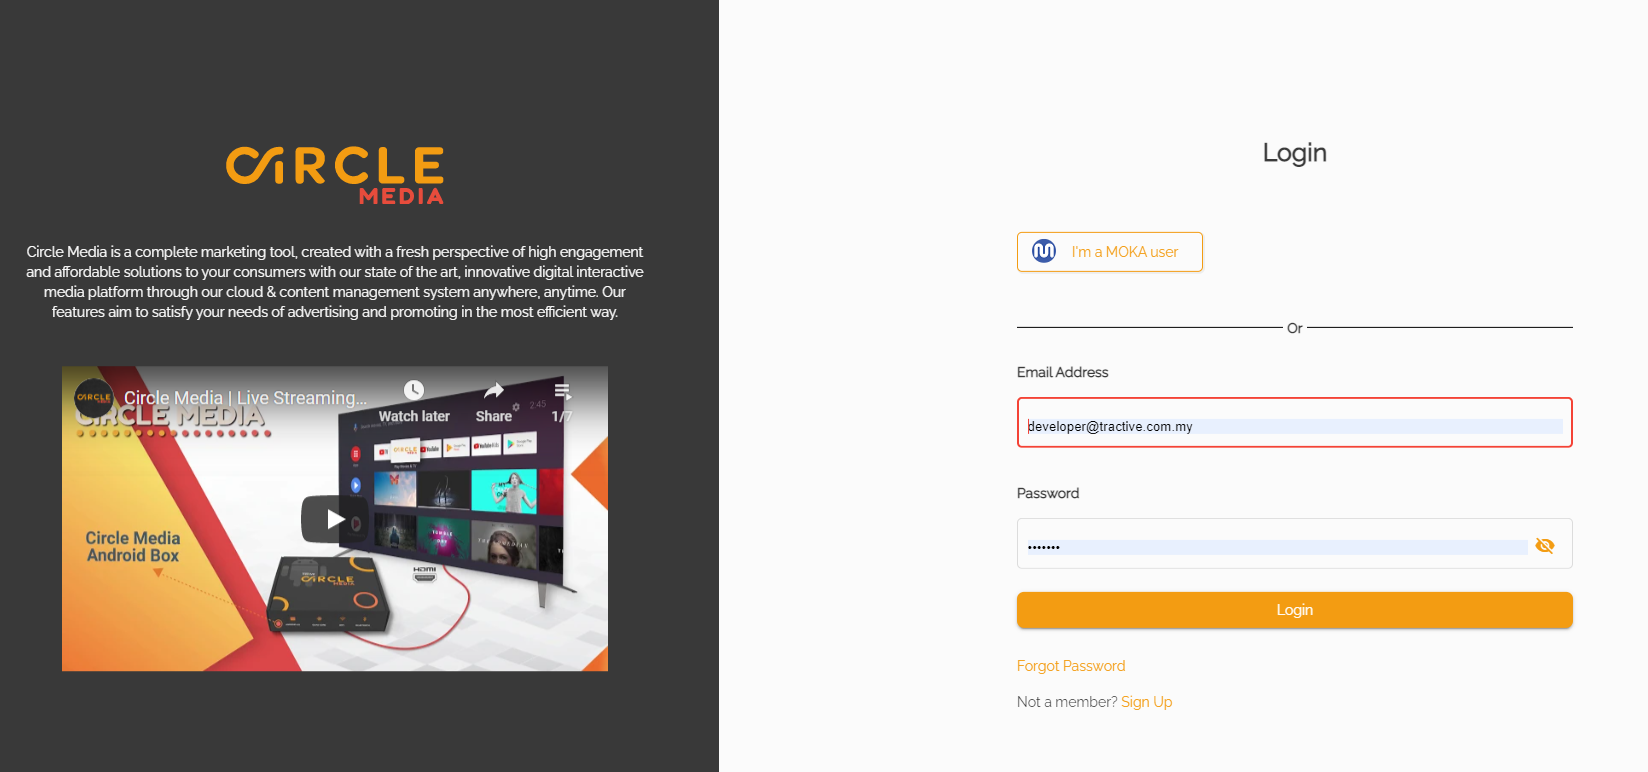 CIRCLE
MEDIA
Circle Media is a complete marketing tool, created with a fresh perspective of high engagement
and affordable solutions to your consumers with our state of the art, innovative digital interactive
media platform through our cloud & content management system anywhere, anytime. Our
features aim to satisfy your needs of advertising and promoting in the most efficient way.
CIRCLE
Circle Media | Live Streaming...
CIRCLE MEDIA
Watch later
Share
1/7
2:45
Circle Media
Android Box
CIRCLE
MEDIA
HDMI
Login
I'm a MOKA user
Or
Email Address
developer@tractive.com.my
Password
•••••••
Login
Forgot Password
Not a member? Sign Up